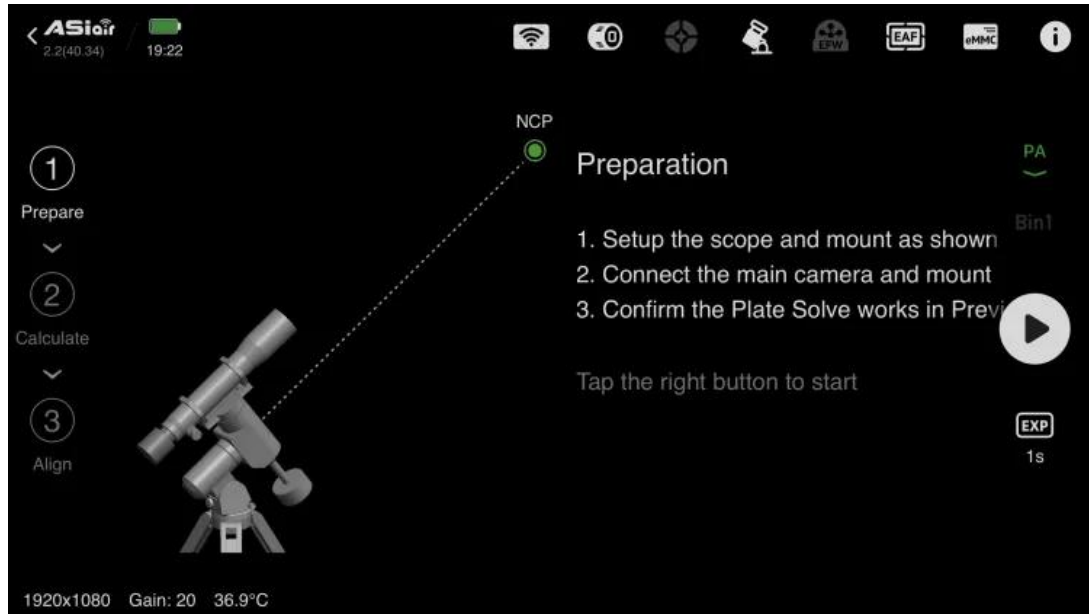 ASiair
2.2(40.34)
19:22
EFW
EAF
eMMC
i
NCP
1
Prepare
2
Calculate
3
Align
Preparation
1. Setup the scope and mount as shown
2. Connect the main camera and mount
3. Confirm the Plate Solve works in Previ
Tap the right button to start
PA
Bin1
EXP
1s
1920x1080 Gain: 20 36.9°C